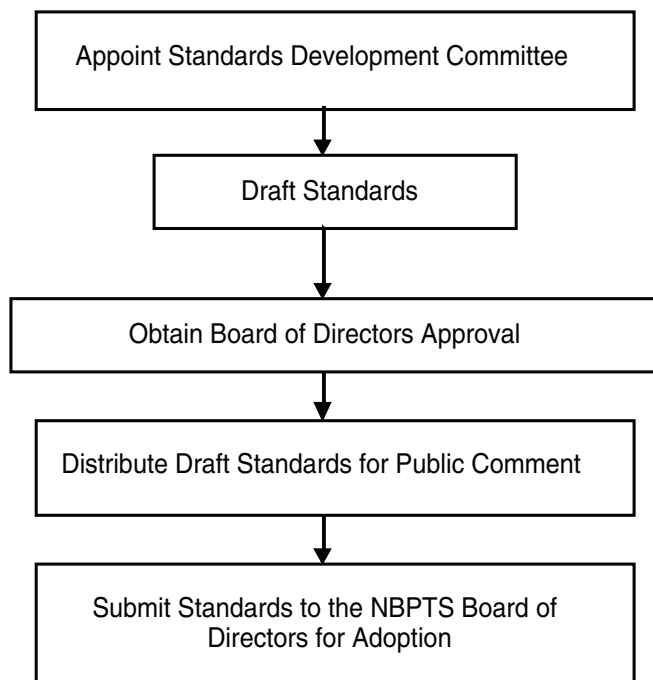 Appoint Standards Development Committee
Draft Standards
Obtain Board of Directors Approval
Distribute Draft Standards for Public Comment
Submit Standards to the NBPTS Board of
Directors for Adoption